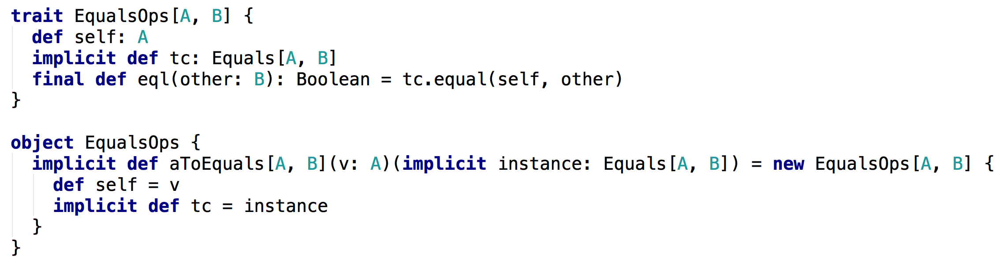 trait EqualsOps[A, B] {
  def self: A
  implicit def tc: Equals[A, B]
  final def eql(other: B): Boolean = tc.equal(self, other)
}

object EqualsOps {
  implicit def aToEquals[A, B](v: A)(implicit instance: Equals[A, B]) = new EqualsOps[A, B] {
    def self = v
    implicit def tc = instance
  }
}